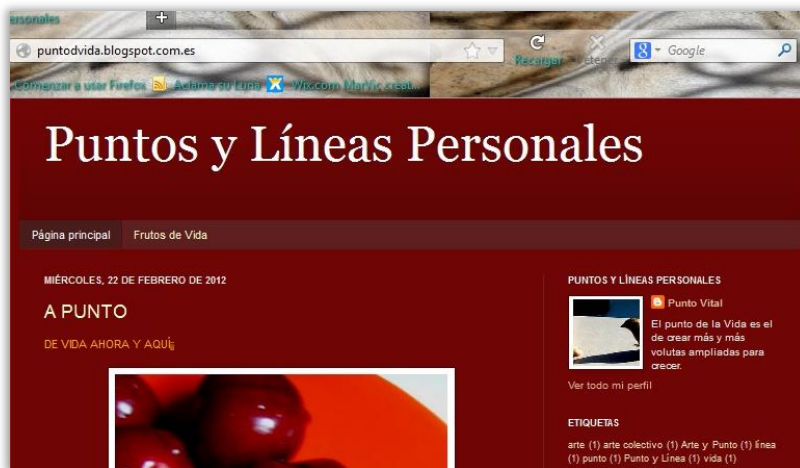 ersonales
puntodvida.blogspot.com.es
Recargar
Google
Comenzar a usar Firefox
Wix.com
Puntos y Líneas Personales
Página principal Frutos de Vida
MIÉRCOLES, 22 DE FEBRERO DE 2012
A PUNTO
DE VIDA AHORA Y AQUÍ¡¡
PUNTOS Y LÍNEAS PERSONALES
Punto Vital
El punto de la Vida es el
de crear más y más
volutas ampliadas para
crecer.
Ver todo mi perfil
ETIQUETAS
arte (1) arte colectivo (1) Arte y Punto (1) línea
(1) punto (1) Punto y Línea (1) vida (1)